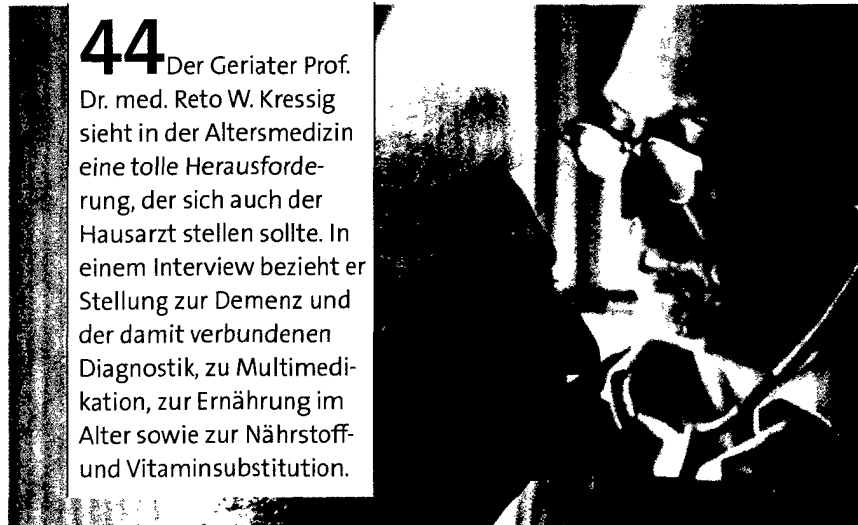 44 Der Geriater Prof.
Dr. med. Reto W. Kressig
sieht in der Altersmedizin
eine tolle Herausforde-
rung, der sich auch der
Hausarzt stellen sollte. In
einem Interview bezieht er
Stellung zur Demenz und
der damit verbundenen
Diagnostik, zu Multimedi-
kation, zur Ernährung im
Alter sowie zur Nährstoff-
und Vitaminsubstitution.